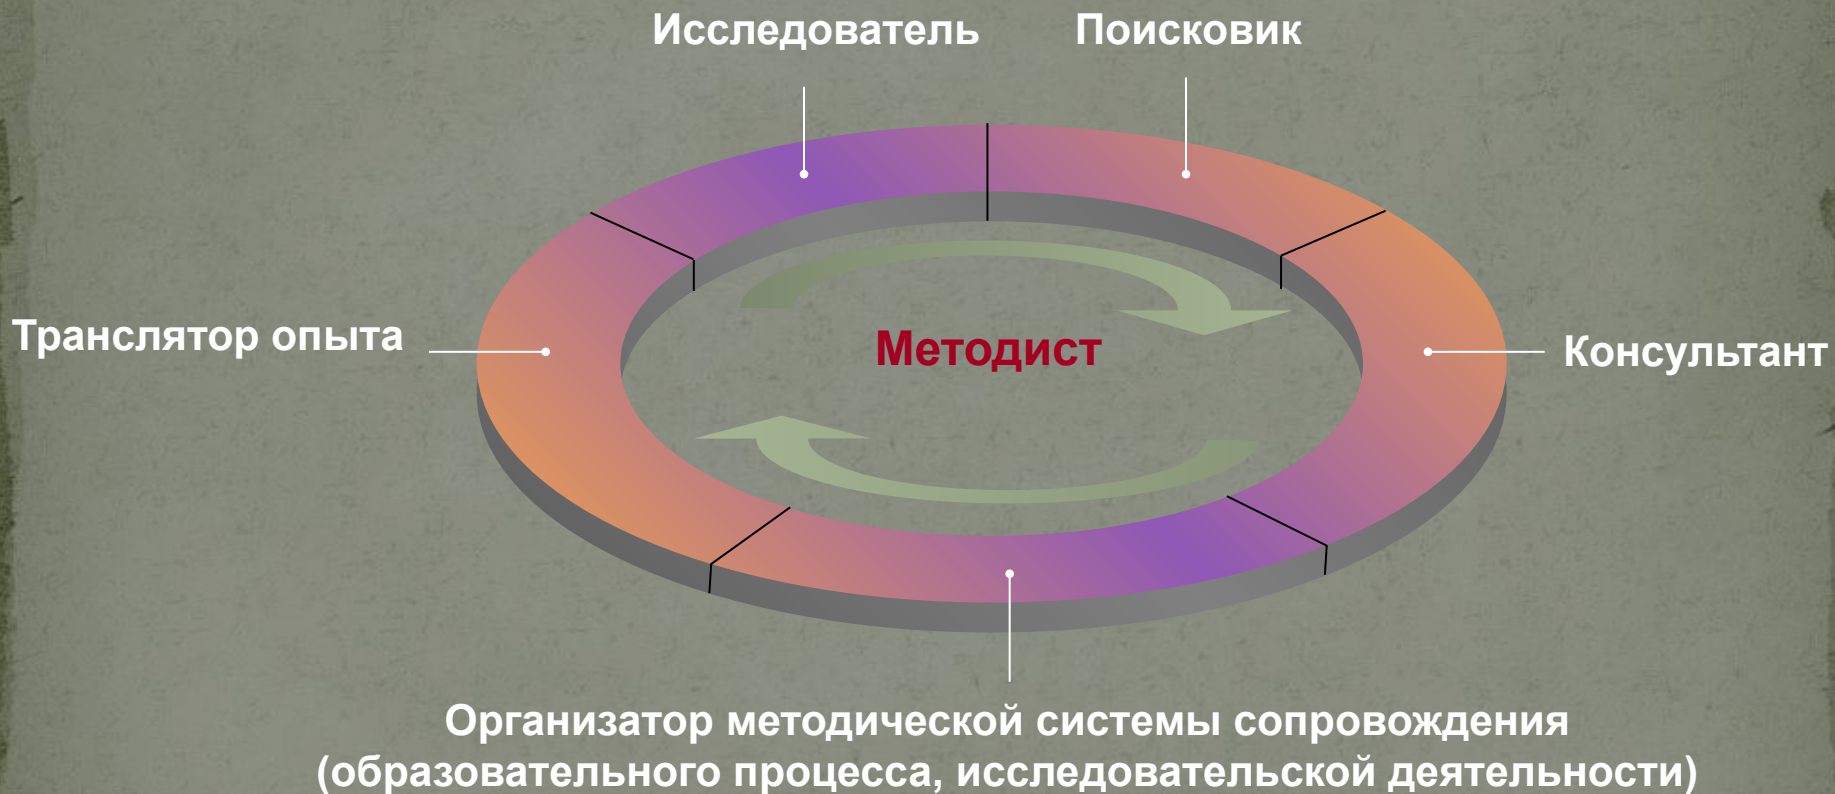 Исследователь
Поисковик
Транслятор опыта
Методист
Консультант
Организатор методической системы сопровождения
(образовательного процесса, исследовательской деятельности)